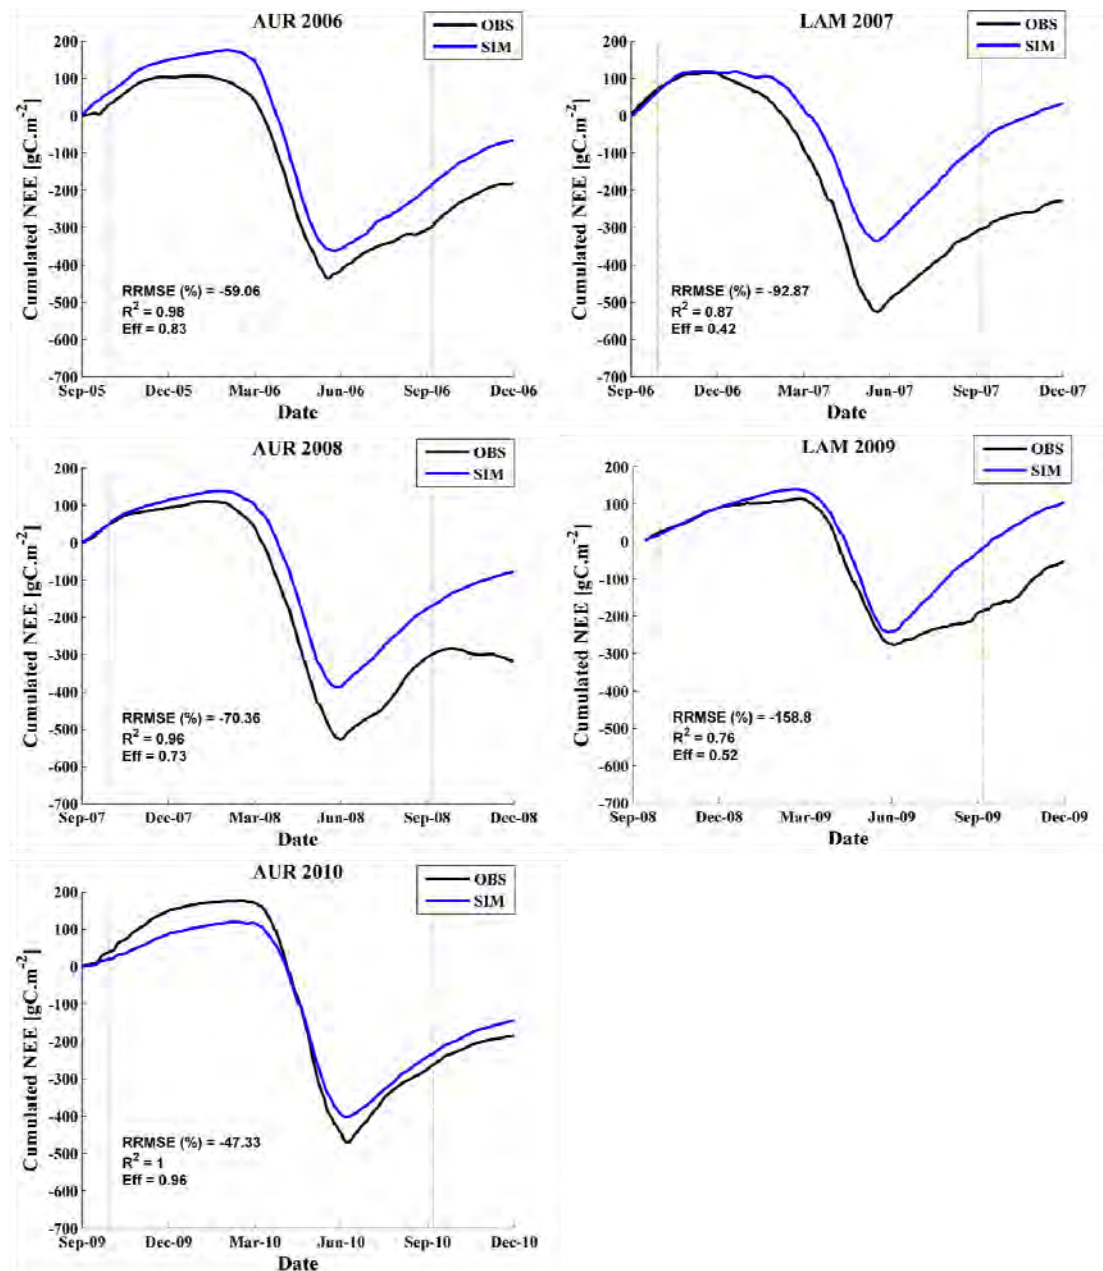 AUR 2006
OBS
SIM
Cumulated NEE [gC.m-2]
200
100
0
-100
-200
-300
-400
-500
-600
-700
RRMSE (%) = -59.06
R2 = 0.98
Eff = 0.83
Sep-05 Dec-05 Mar-06 Jun-06 Sep-06 Dec-06
Date
LAM 2007
OBS
SIM
Cumulated NEE [gC.m-2]
200
100
0
-100
-200
-300
-400
-500
-600
-700
RRMSE (%) = -92.87
R2 = 0.87
Eff = 0.42
Sep-06 Dec-06 Mar-07 Jun-07 Sep-07 Dec-07
Date
AUR 2008
OBS
SIM
Cumulated NEE [gC.m-2]
200
100
0
-100
-200
-300
-400
-500
-600
-700
RRMSE (%) = -70.36
R2 = 0.96
Eff = 0.73
Sep-07 Dec-07 Mar-08 Jun-08 Sep-08 Dec-08
Date
LAM 2009
OBS
SIM
Cumulated NEE [gC.m-2]
200
100
0
-100
-200
-300
-400
-500
-600
-700
RRMSE (%) = -158.8
R2 = 0.76
Eff = 0.52
Sep-08 Dec-08 Mar-09 Jun-09 Sep-09 Dec-09
Date
AUR 2010
OBS
SIM
Cumulated NEE [gC.m-2]
200
100
0
-100
-200
-300
-400
-500
-600
-700
RRMSE (%) = -47.33
R2 = 1
Eff = 0.96
Sep-09 Dec-09 Mar-10 Jun-10 Sep-10 Dec-10
Date